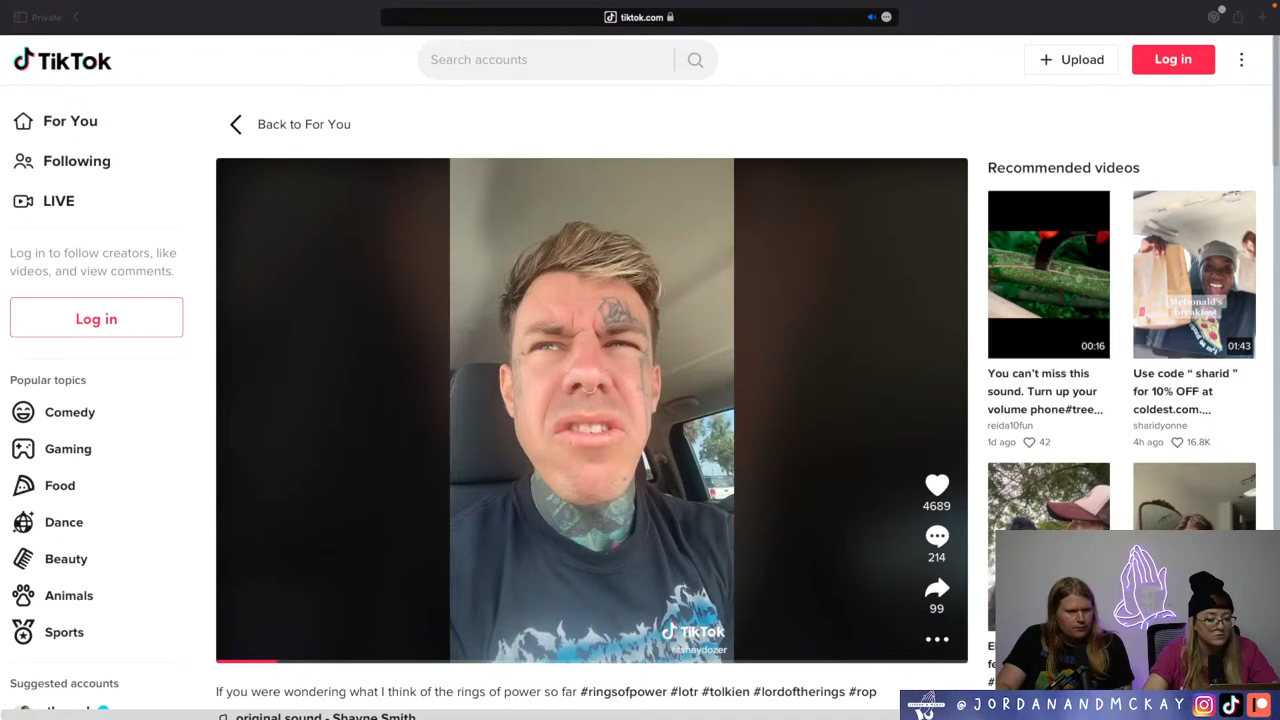 Private
tiktok.com
TikTok
Search accounts
Upload
Log in
For You
Following
LIVE
Log in to follow creators, like
videos, and view comments.
Log in
Popular topics
Comedy
Gaming
Food
Dance
Beauty
Animals
Sports
Suggested accounts
Back to For You
4689
214
99
TikTok
If you were wondering what I think of the rings of power so far #ringsofpower #lotr #tolkien #lordoftherings #rop
original sound - Shayne Smith
Recommended videos
00:16
You can't miss this
sound. Turn up your
volume phone#tree...
reida10fun
1d ago 42
McDonald's
breakfast
01:43
Use code “ sharid ”
for 10% OFF at
coldest.com....
sharidyonne
4h ago 16.8K
@JORDANANDMCKAY